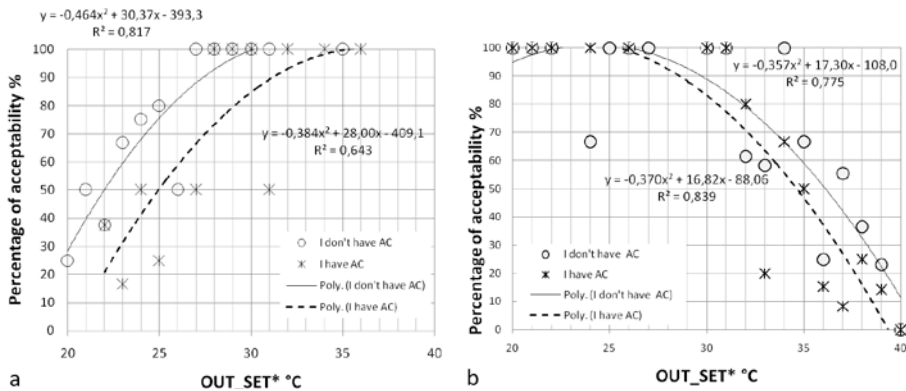 y = -0,464x² + 30,37x - 393,3
R² = 0,817
100
90
80
70
60
50
40
30
20
10
0
Percentage of acceptability %
y = -0,384x² + 28,00x - 409,1
R² = 0,643
I don't have AC
I have AC
Poly. (I don't have AC)
Poly. (I have AC)
20
25
30
35
40
a
OUT_SET* °C
100
90
80
70
60
50
40
30
20
10
0
Percentage of acceptability %
y = -0,357x² + 17,30x - 108,0
R² = 0,775
y = -0,370x² + 16,82x - 88,06
R² = 0,839
I don't have AC
I have AC
Poly. (I don't have AC)
Poly. (I have AC)
20
25
30
35
40
b
OUT_SET* °C